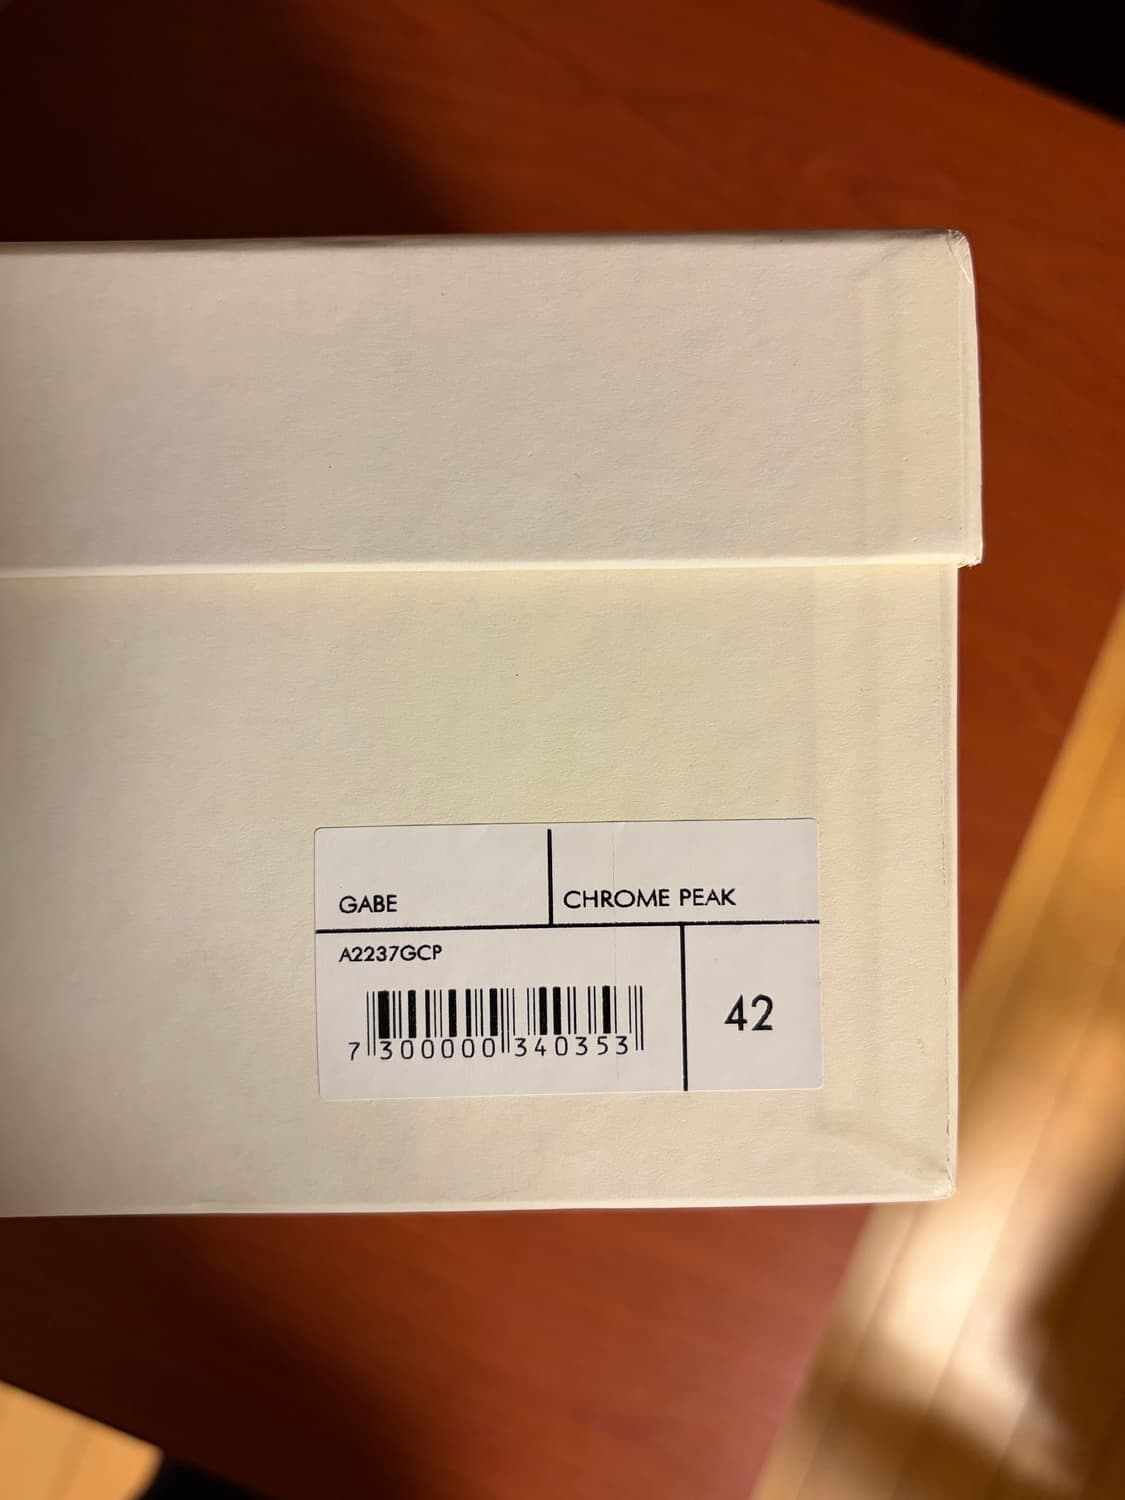 GABE
CHROME PEAK
A2237GCP
7 300000 340353
42